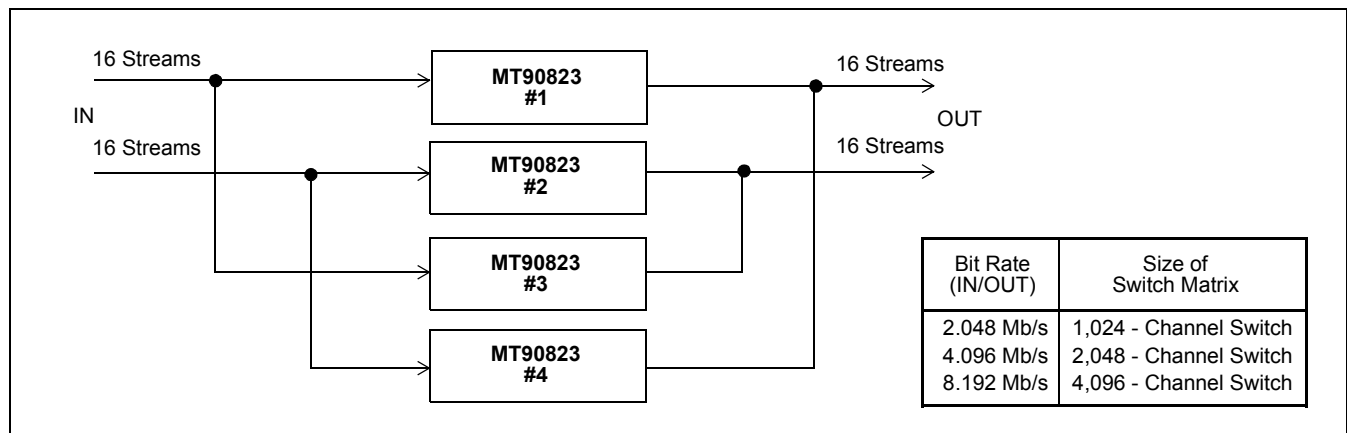 16 Streams
IN
16 Streams
MT90823
#1
MT90823
#2
MT90823
#3
MT90823
#4
16 Streams
OUT
16 Streams
Bit Rate
(IN/OUT)
Size of
Switch Matrix
2.048 Mb/s 1,024 - Channel Switch
4.096 Mb/s 2,048 - Channel Switch
8.192 Mb/s 4,096 - Channel Switch